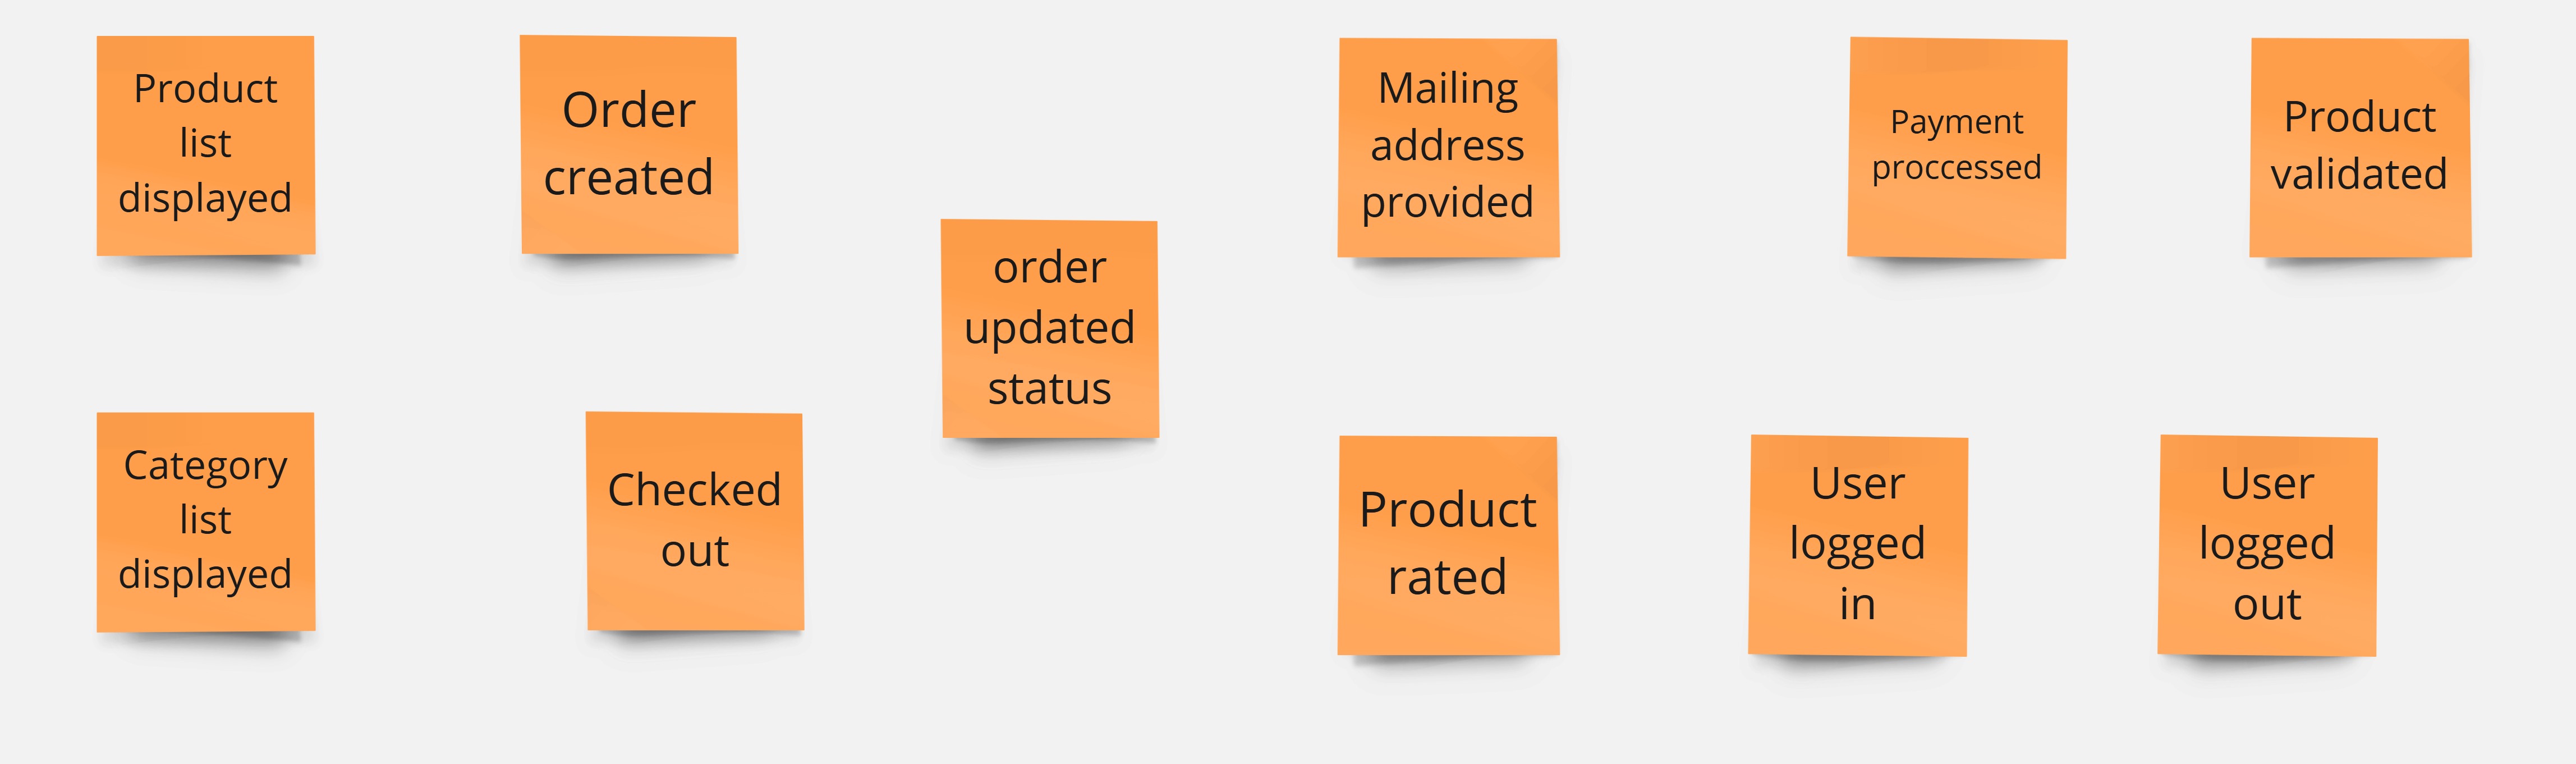 Product
list
displayed
Order
created
order
updated
status
Mailing
address
provided
Payment
proccessed
Product
validated
Category
list
displayed
Checked
out
Product
rated
User
logged
in
User
logged
out